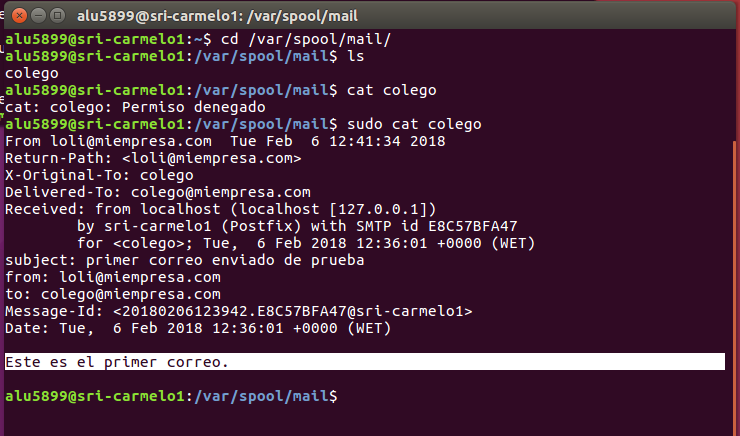 alu5899@sri-carmelo1: /var/spool/mail
alu5899@sri-carmelo1:~$ cd /var/spool/mail/
alu5899@sri-carmelo1:/var/spool/mail$ ls
colego
alu5899@sri-carmelo1:/var/spool/mail$ cat colego
cat: colego: Permiso denegado
alu5899@sri-carmelo1:/var/spool/mail$ sudo cat colego
From loli@miempresa.com  Tue Feb  6 12:41:34 2018
Return-Path: <loli@miempresa.com>
X-Original-To: colego
Delivered-To: colego@miempresa.com
Received: from localhost (localhost [127.0.0.1])
        by sri-carmelo1 (Postfix) with SMTP id E8C57BFA47
        for <colego>; Tue,  6 Feb 2018 12:36:01 +0000 (WET)
subject: primer correo enviado de prueba
from: loli@miempresa.com
to: colego@miempresa.com
Message-Id: <20180206123942.E8C57BFA47@sri-carmelo1>
Date: Tue,  6 Feb 2018 12:36:01 +0000 (WET)
Este es el primer correo.
alu5899@sri-carmelo1:/var/spool/mail$